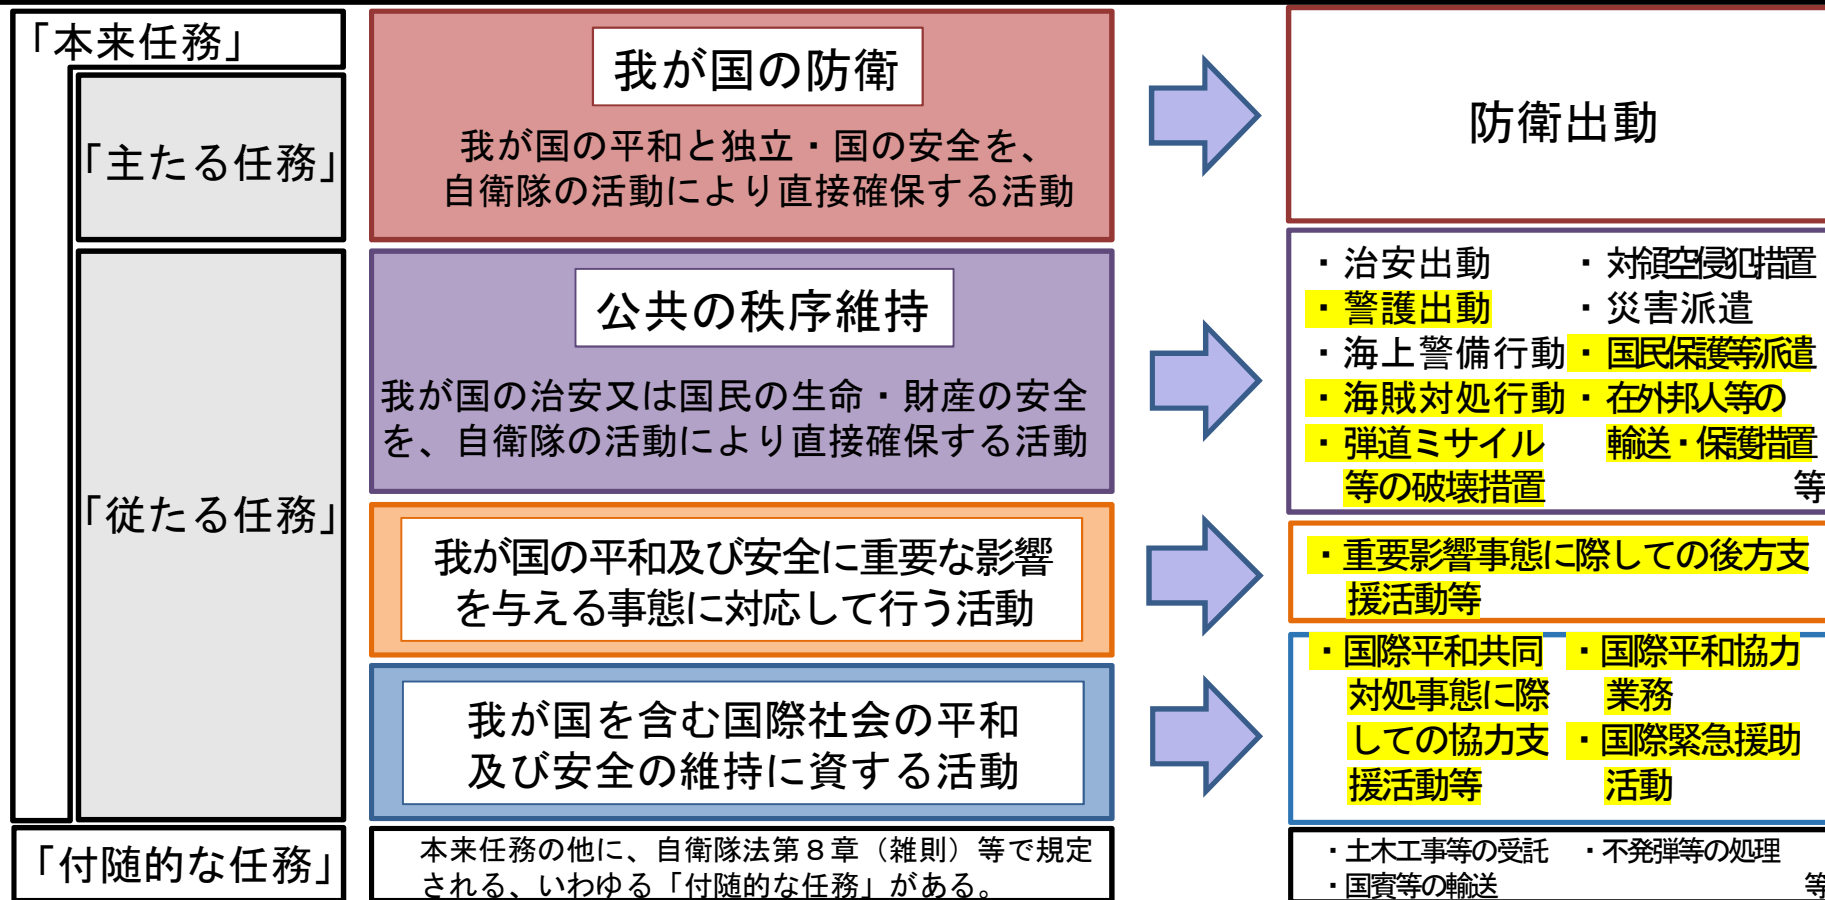 「本来任務」
「主たる任務」
我が国の防衛
我が国の平和と独立・国の安全を、
自衛隊の活動により直接確保する活動
防衛出動
「従たる任務」
公共の秩序維持
我が国の治安又は国民の生命・財産の安全
を、自衛隊の活動により直接確保する活動
・治安出動
・警護出動
・海上警備行動
・海賊対処行動
・弾道ミサイル
等の破壊措置
・対領空侵犯措置
・災害派遣
・国民保護等派遣
・在外邦人等の
輸送・保護措置
等
我が国の平和及び安全に重要な影響
を与える事態に対応して行う活動
・重要影響事態に際しての後方支
援活動等
我が国を含む国際社会の平和
及び安全の維持に資する活動
・国際平和共同
対処事態に際
しての協力支
援活動等
・国際平和協力
業務
・国際緊急援助
活動
「付随的な任務」
本来任務の他に、自衛隊法第８章（雑則）等で規定
される、いわゆる「付随的な任務」がある。
・土木工事等の受託　・不発弾等の処理
・国賓等の輸送　等